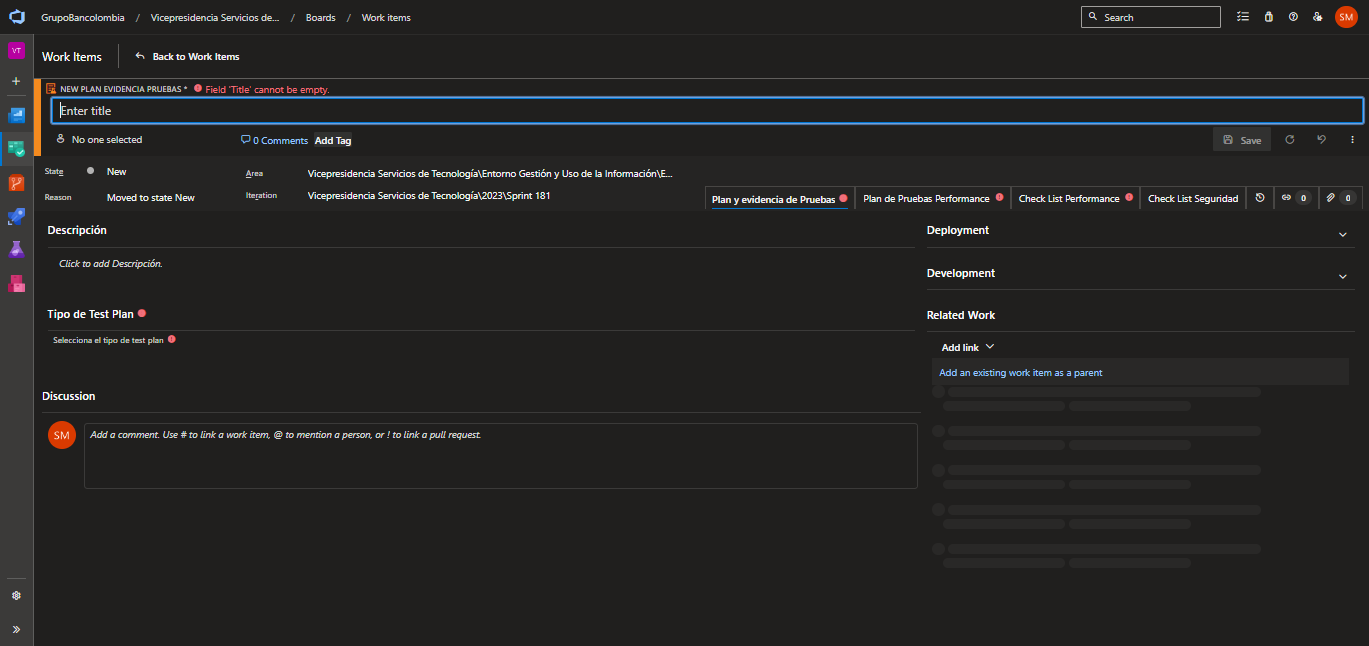 GrupoBancolombia / Vicepresidencia Servicios de... / Boards / Work items
Search
SM
VT
Work Items
Back to Work Items
NEW PLAN EVIDENCIA PRUEBAS *
Field 'Title' cannot be empty.
Enter title
No one selected
0 Comments
Add Tag
Save
State
New
Area
Vicepresidencia Servicios de Tecnología\Entorno Gestión y Uso de la Información\E...
Reason
Moved to state New
Iteration
Vicepresidencia Servicios de Tecnología\2023\Sprint 181
Plan y evidencia de Pruebas
Plan de Pruebas Performance
Check List Performance
Check List Seguridad
0
0
Descripción
Click to add Descripción.
Tipo de Test Plan
Selecciona el tipo de test plan
Discussion
SM
Add a comment. Use # to link a work item, @ to mention a person, or ! to link a pull request.
Deployment
Development
Related Work
Add link
Add an existing work item as a parent